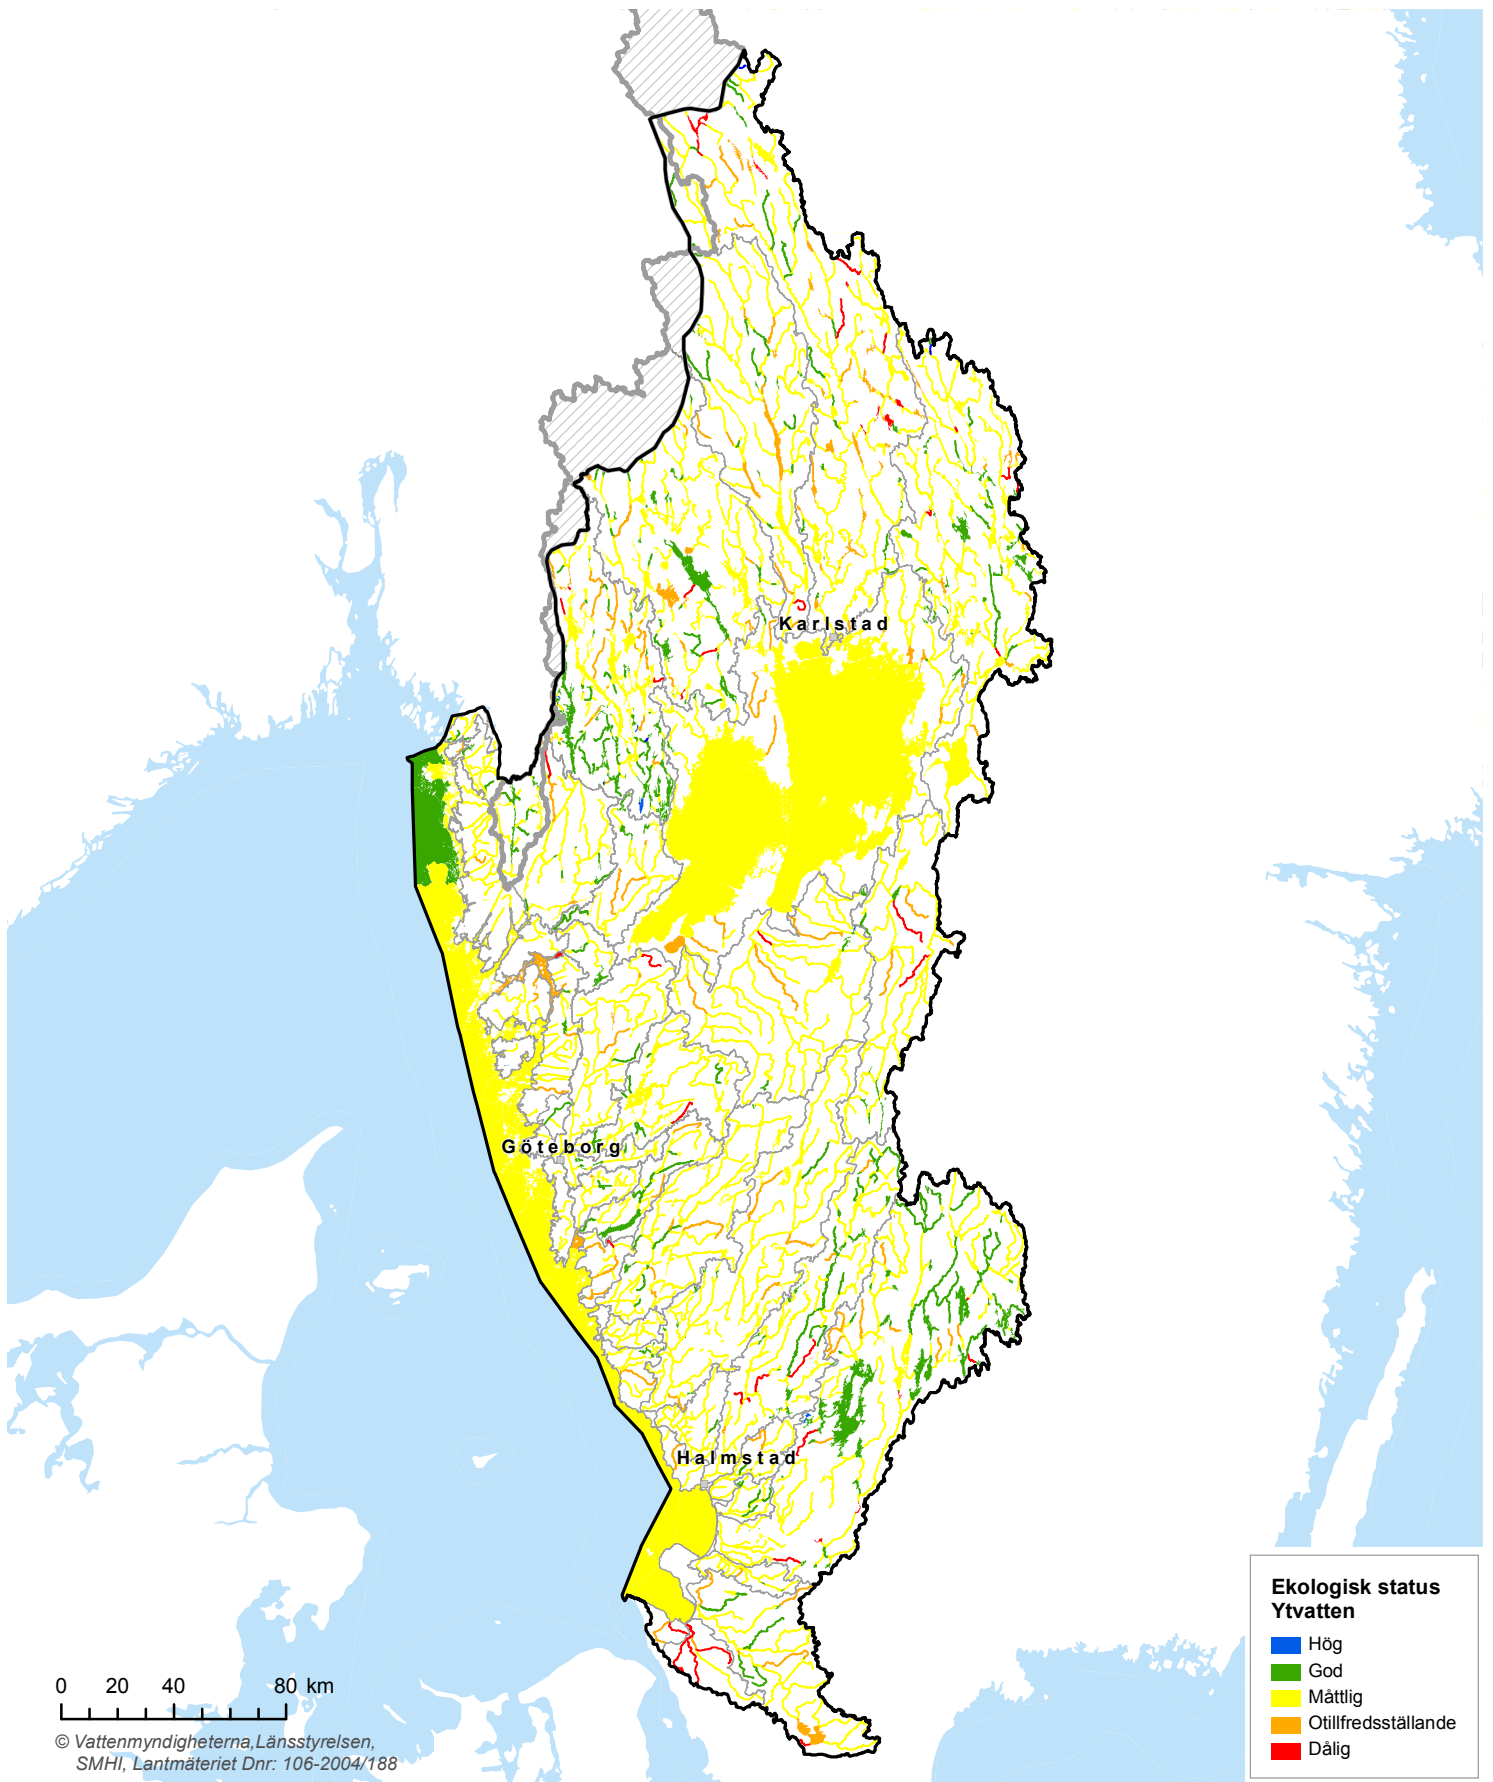 Karlstad
Göteborg
Halmstad
0 20 40 80 km
© Vattenmyndigheterna,Länsstyrelsen,
SMHI, Lantmäteriet Dnr: 106-2004/188
Ekologisk status
Ytvatten
Hög
God
Måttlig
Otillfredsställande
Dålig